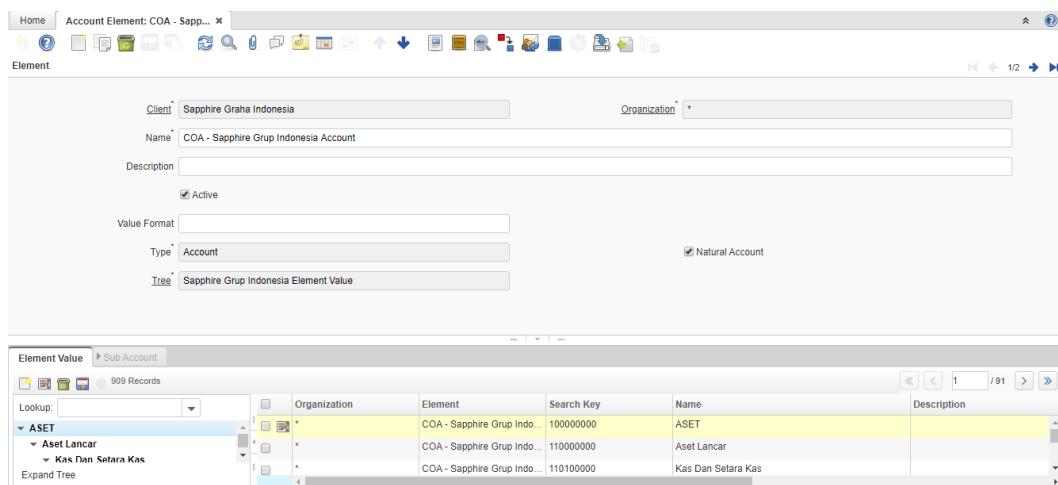 Home Account Element: COA - Sapp... ✖
Element 1/2
Client* Sapphire Graha Indonesia Organization* *
Name* COA - Sapphire Grup Indonesia Account
Description
Active
Value Format
Type* Account Natural Account
Tree* Sapphire Grup Indonesia Element Value
Element Value Sub Account
909 Records 1 / 91
Lookup: Organization Element Search Key Name Description
ASET * COA - Sapphire Grup Indo... 100000000 ASET
Aset Lancar * COA - Sapphire Grup Indo... 110000000 Aset Lancar
Kas Dan Setara Kas * COA - Sapphire Grup Indo... 110100000 Kas Dan Setara Kas
Expand Tree